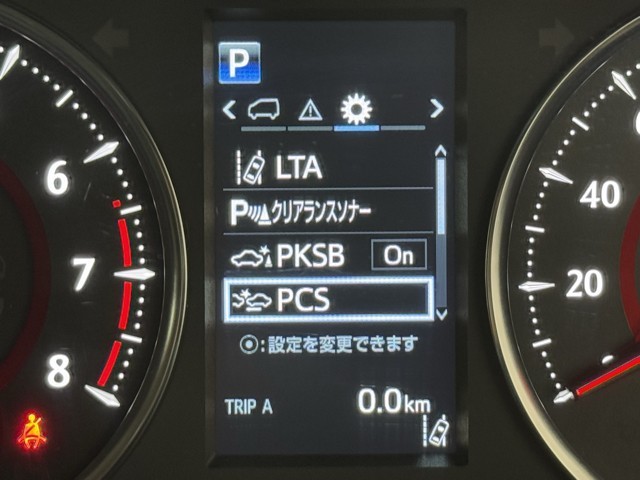 P
LTA
P クリアランスソナー
PKSB On
PCS
:設定を変更できます
TRIP A 0.0km
6
7
8
40
20